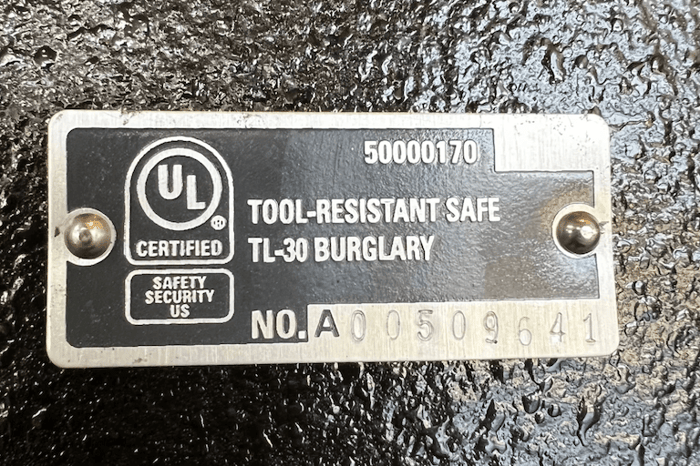 50000170
UL
®
CERTIFIED
TOOL-RESISTANT SAFE
TL-30 BURGLARY
SAFETY
SECURITY
US
NO. A00509641